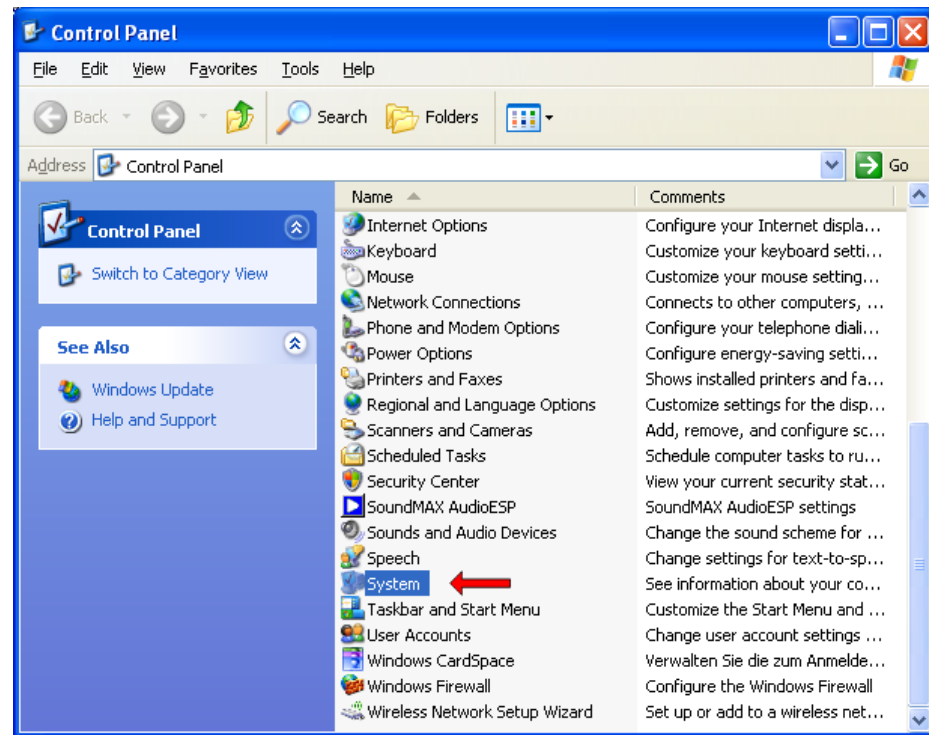 Control Panel
File Edit View Favorites Tools Help
Back Search Folders
Address Control Panel Go
Control Panel
Switch to Category View
See Also
Windows Update
Help and Support
Name Comments
Internet Options Configure your Internet displa...
Keyboard Customize your keyboard setti...
Mouse Customize your mouse setting...
Network Connections Connects to other computers, ...
Phone and Modem Options Configure your telephone diali...
Power Options Configure energy-saving setti...
Printers and Faxes Shows installed printers and fa...
Regional and Language Options Customize settings for the disp...
Scanners and Cameras Add, remove, and configure sc...
Scheduled Tasks Schedule computer tasks to ru...
Security Center View your current security stat...
SoundMAX AudioESP SoundMAX AudioESP settings
Sounds and Audio Devices Change the sound scheme for ...
Speech Change settings for text-to-sp...
System See information about your co...
Taskbar and Start Menu Customize the Start Menu and ...
User Accounts Change user account settings ...
Windows CardSpace Verwalten Sie die zum Anmelde...
Windows Firewall Configure the Windows Firewall
Wireless Network Setup Wizard Set up or add to a wireless net...